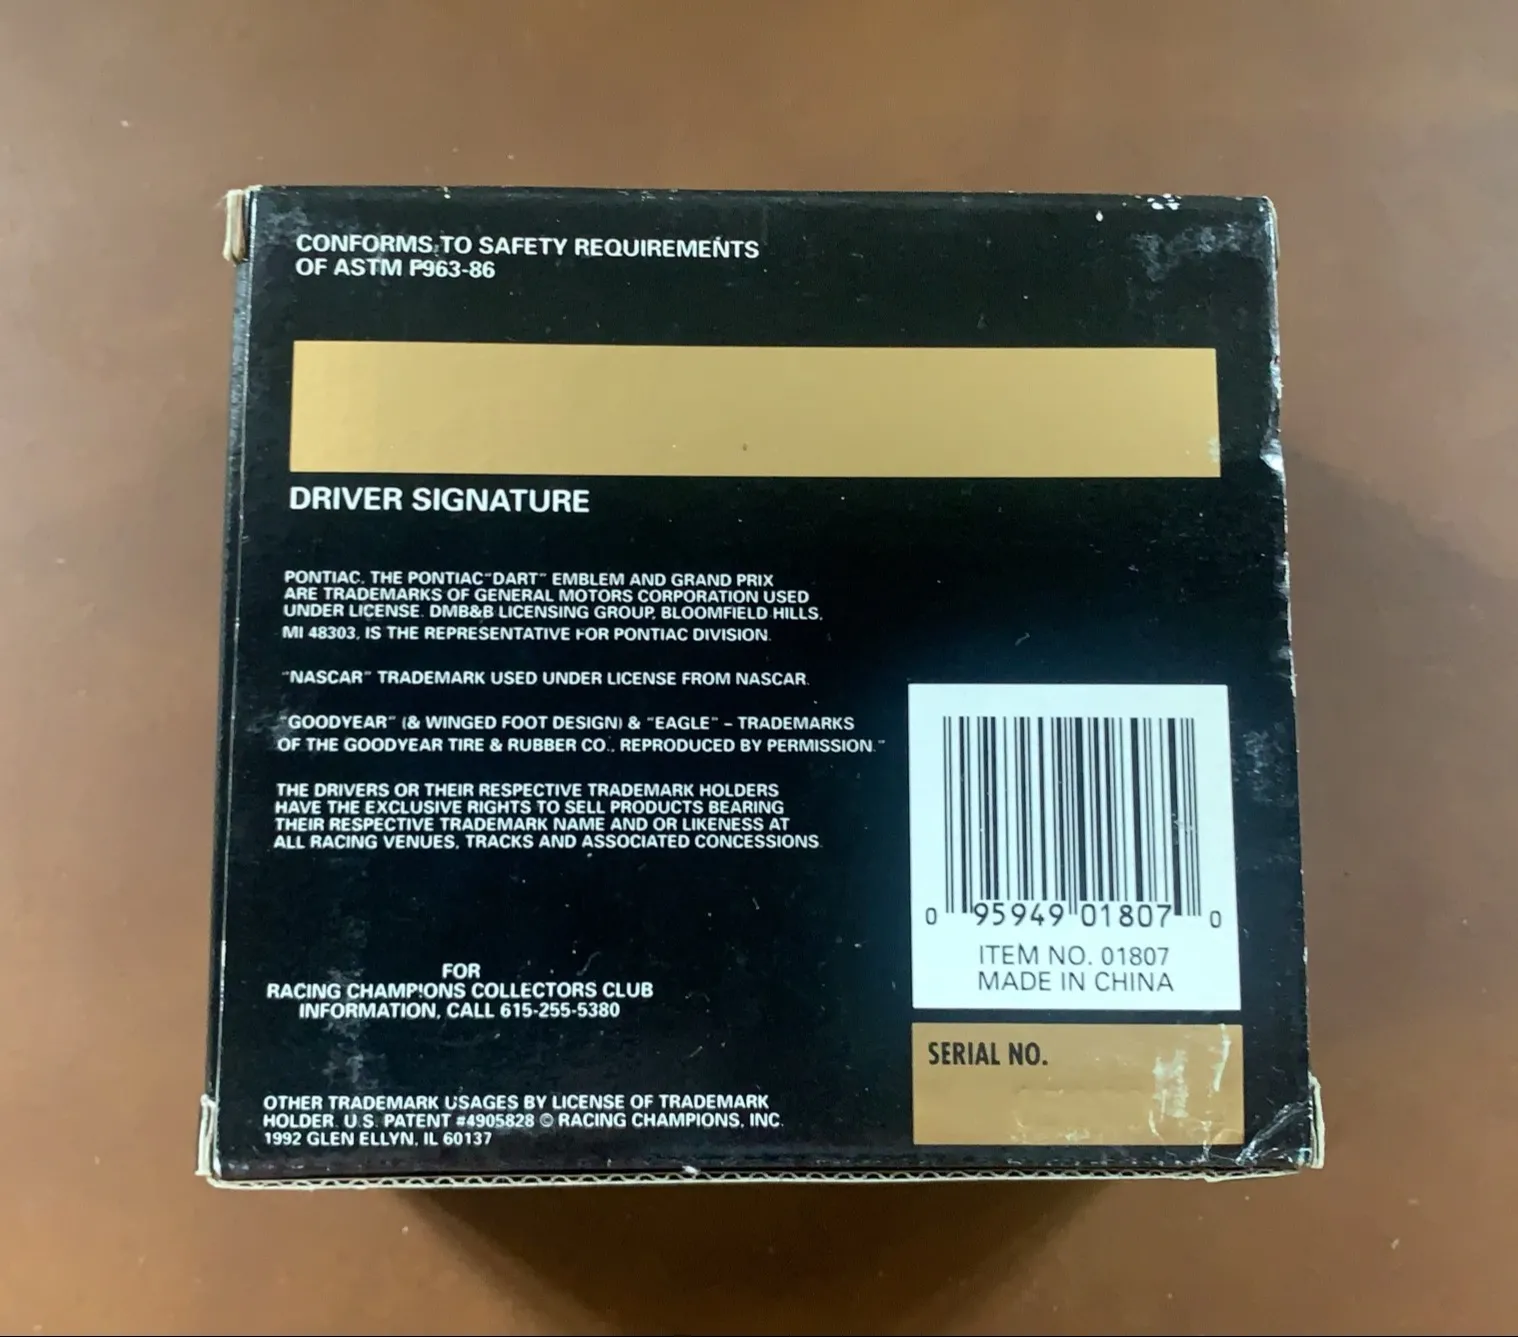 CONFORMS TO SAFETY REQUIREMENTS
OF ASTM F963-86
DRIVER SIGNATURE
PONTIAC, THE PONTIAC "DART" EMBLEM AND GRAND PRIX
ARE TRADEMARKS OF GENERAL MOTORS CORPORATION USED
UNDER LICENSE. DMB&B LICENSING GROUP, BLOOMFIELD HILLS,
MI 48303, IS THE REPRESENTATIVE FOR PONTIAC DIVISION.
"NASCAR" TRADEMARK USED UNDER LICENSE FROM NASCAR.
"GOODYEAR" (& WINGED FOOT DESIGN) & "EAGLE" – TRADEMARKS
OF THE GOODYEAR TIRE & RUBBER CO., REPRODUCED BY PERMISSION."
THE DRIVERS OR THEIR RESPECTIVE TRADEMARK HOLDERS
HAVE THE EXCLUSIVE RIGHTS TO SELL PRODUCTS BEARING
THEIR RESPECTIVE TRADEMARK NAME AND OR LIKENESS AT
ALL RACING VENUES, TRACKS AND ASSOCIATED CONCESSIONS.
FOR
RACING CHAMPIONS COLLECTORS CLUB
INFORMATION, CALL 615-255-5380
OTHER TRADEMARK USAGES BY LICENSE OF TRADEMARK
HOLDER. U.S. PATENT #4905828 © RACING CHAMPIONS, INC.
1992 GLEN ELLYN, IL 60137
0 95949 01807 0
ITEM NO. 01807
MADE IN CHINA
SERIAL NO.